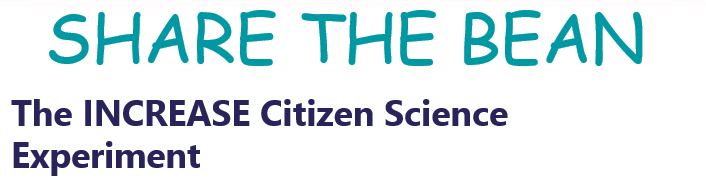 SHARE THE BEAN
The INCREASE Citizen Science
Experiment